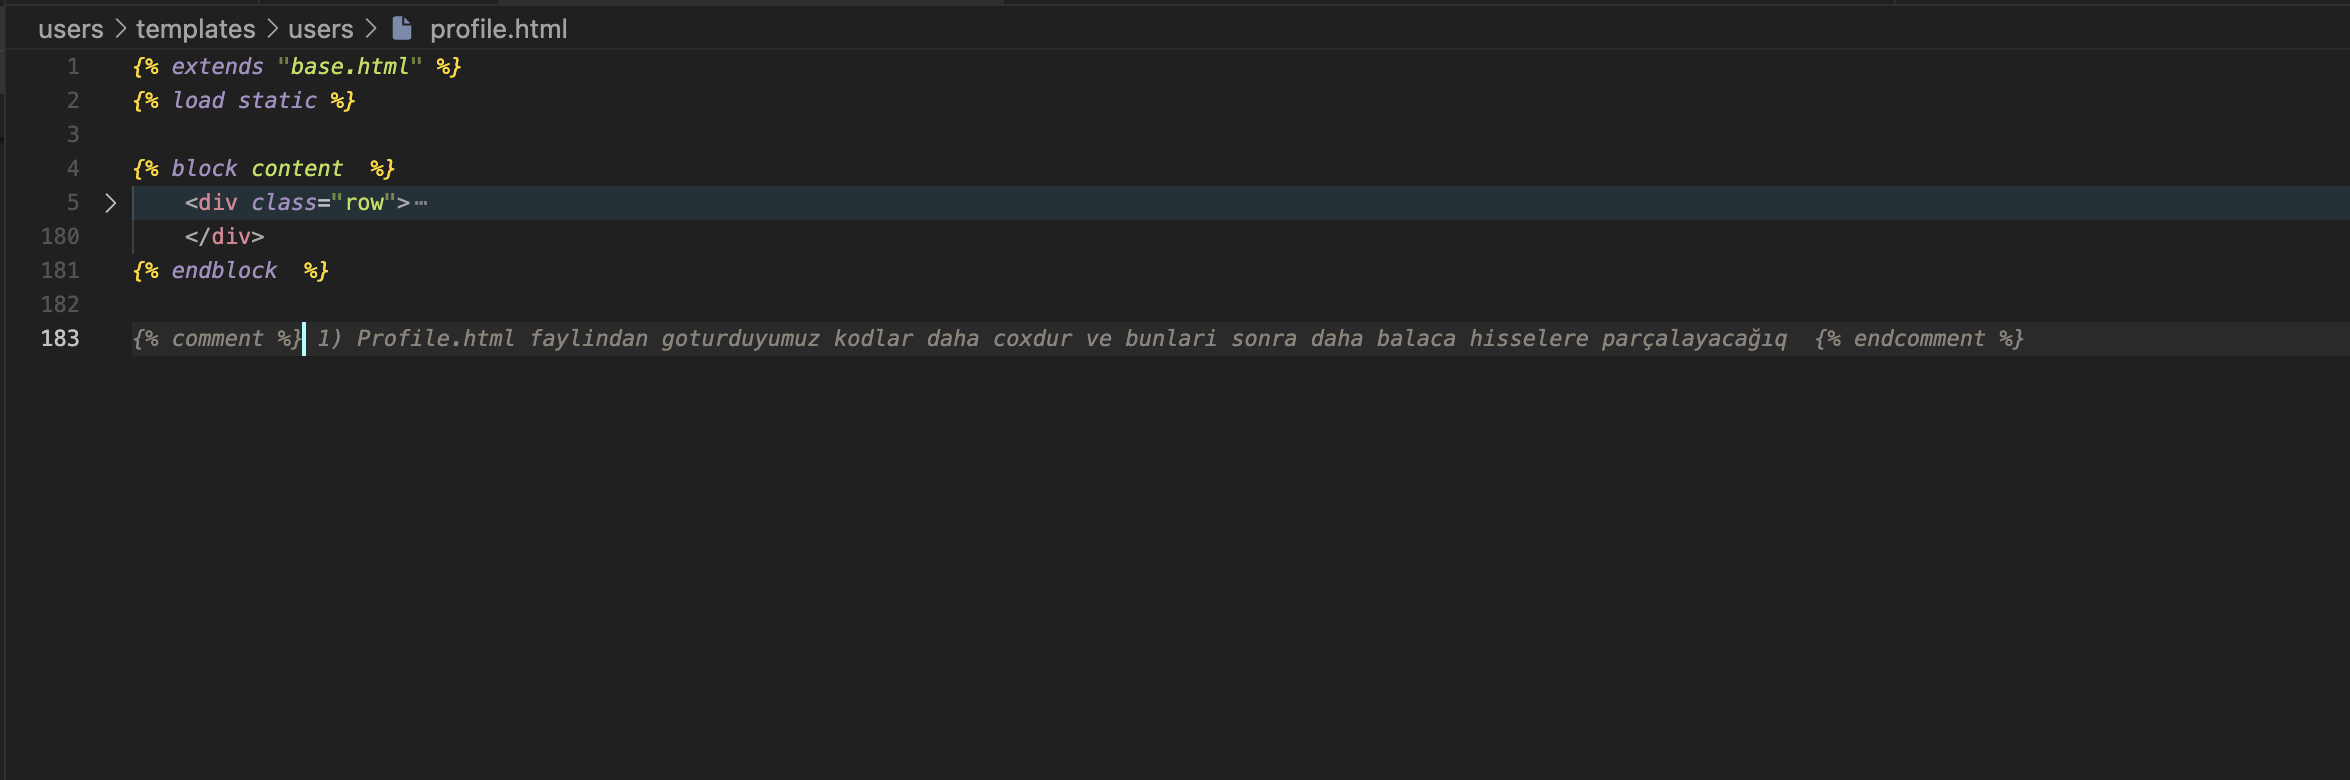 users > templates > users > profile.html
1 {% extends "base.html" %}
2 {% load static %}
3
4 {% block content  %}
5 > <div class="row">⋯
180 </div>
181 {% endblock  %}
182
183 {% comment %} 1) Profile.html faylindan goturduyumuz kodlar daha coxdur ve bunlari sonra daha balaca hisselere parçalayacağıq  {% endcomment %}